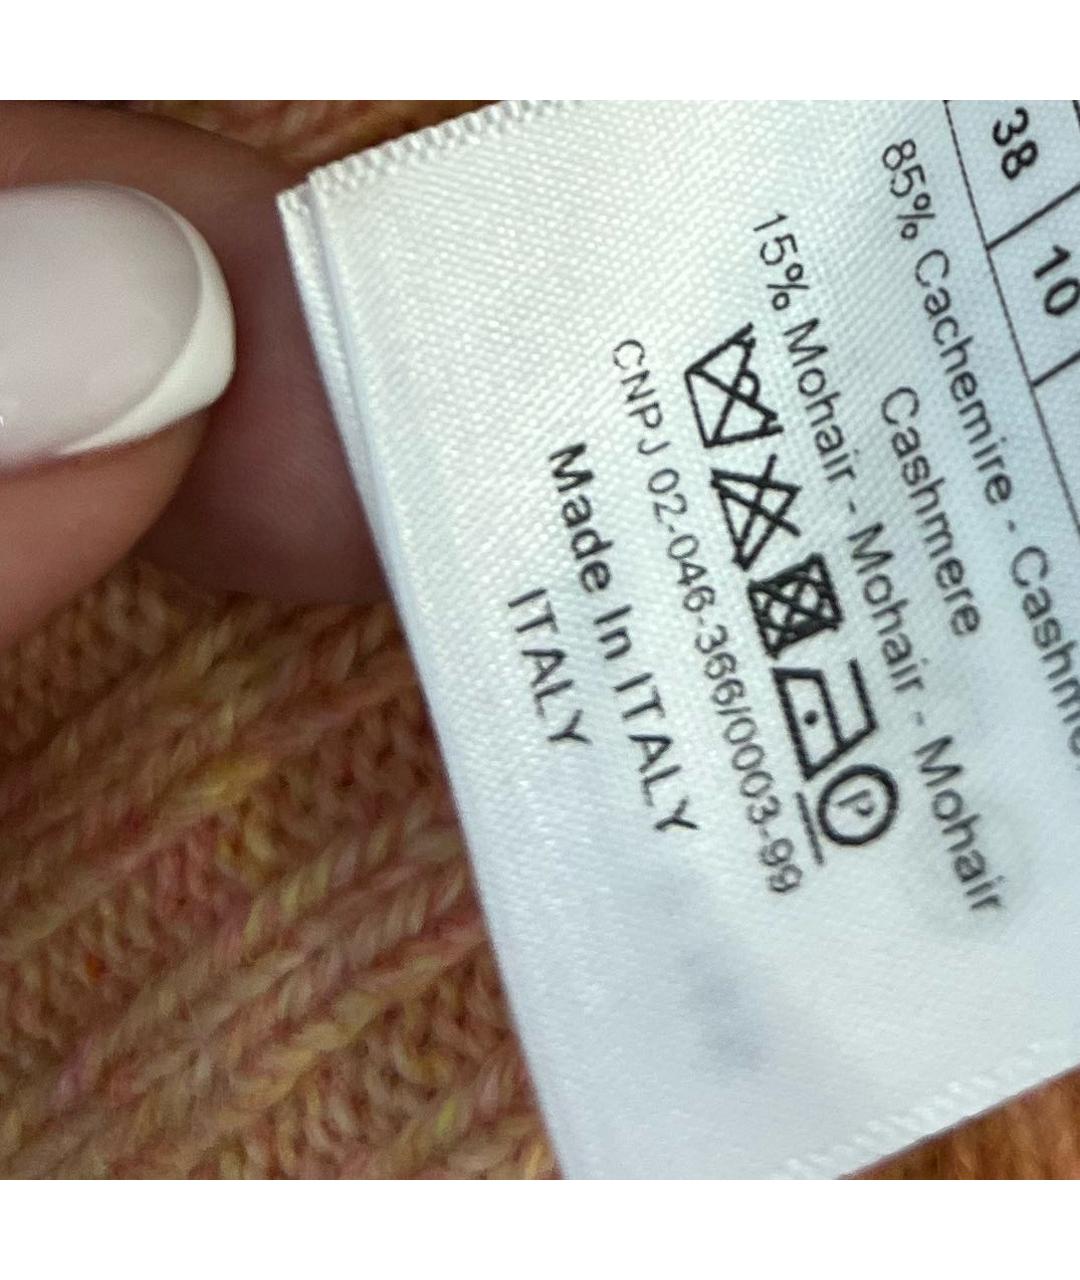 38
10
85% Cachemire - Cashmere
Cashmere
15% Mohair - Mohair - Mohair
P
CNPJ 02-046-366/0003-99
Made In ITALY
ITALY